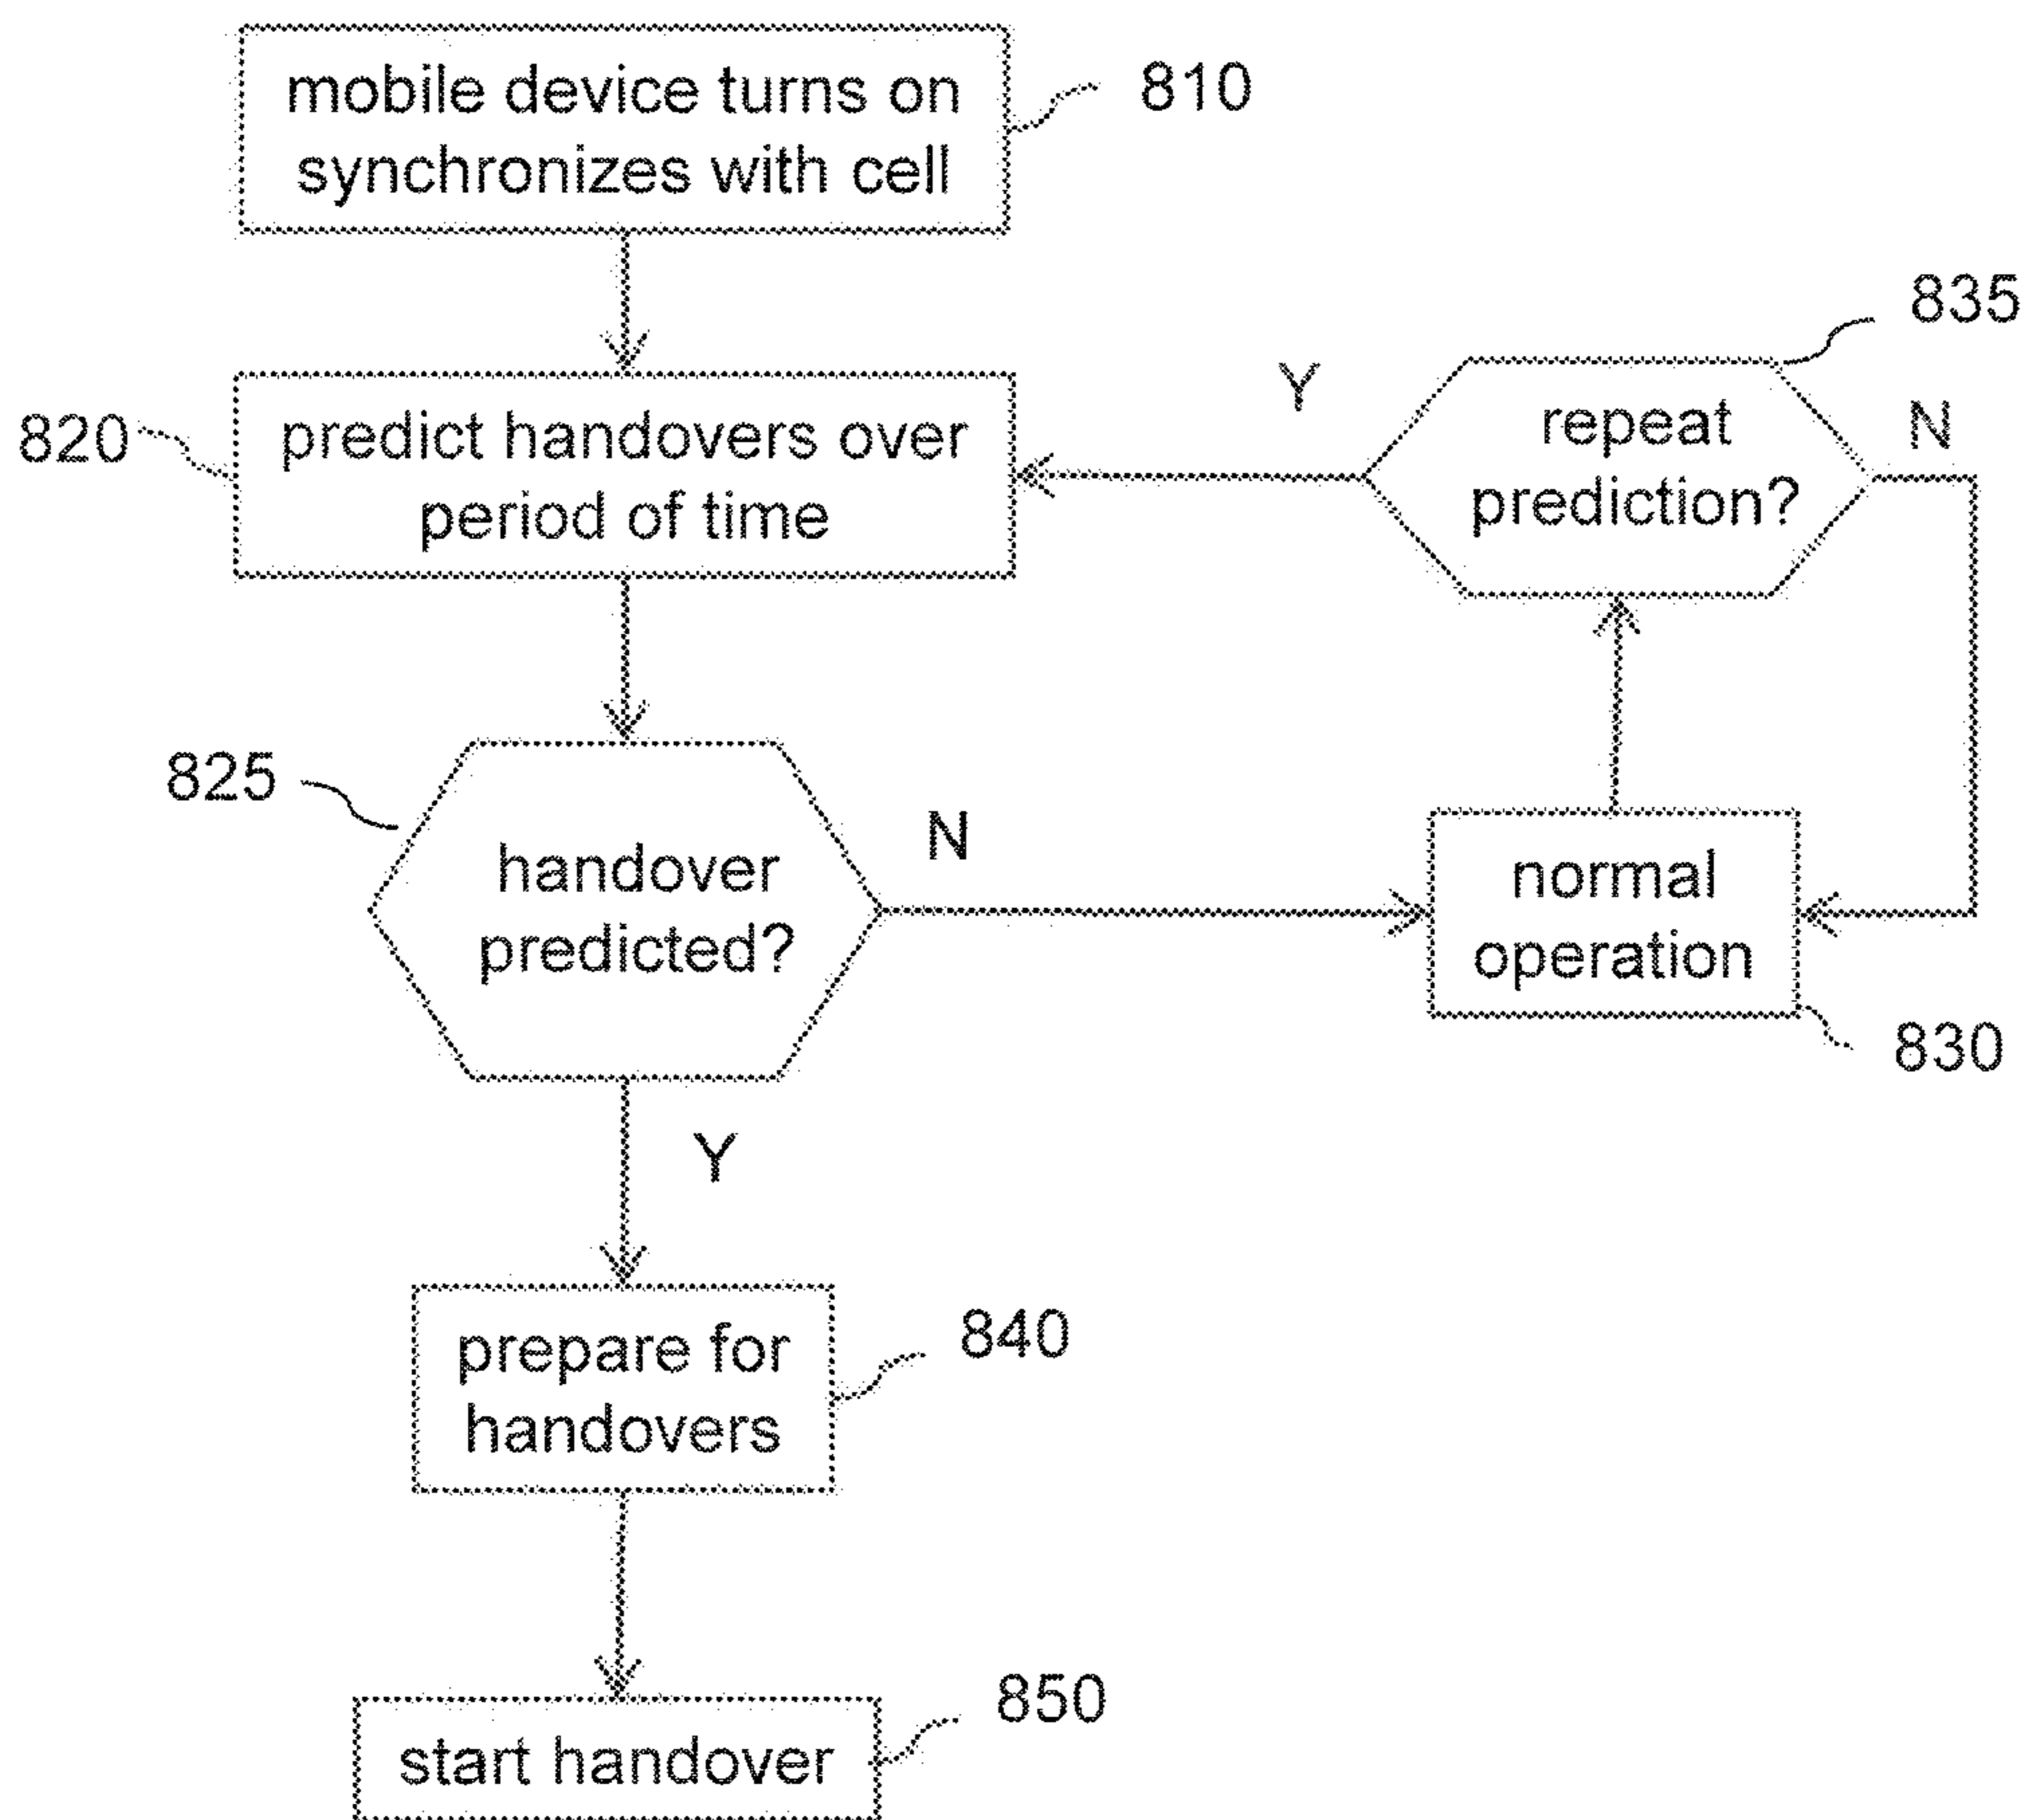 mobile device turns on
synchronizes with cell
810
835
820
predict handovers over
period of time
Y
repeat
prediction?
N
825
handover
predicted?
N
normal
operation
830
Y
prepare for
handovers
840
start handover
850